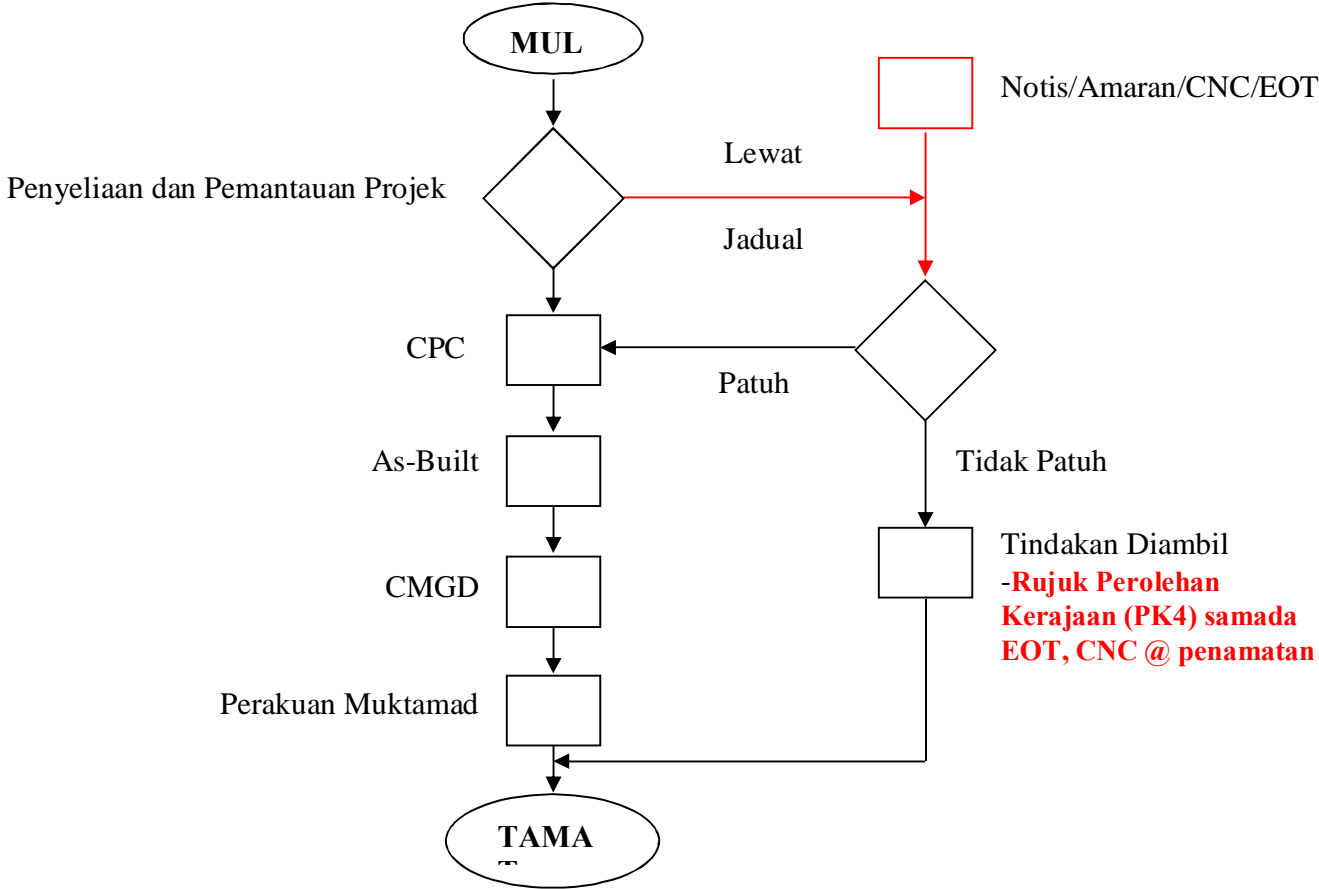 MUL
Notis/Amaran/CNC/EOT
Lewat
Penyeliaan dan Pemantauan Projek
Jadual
CPC
Patuh
As-Built
Tidak Patuh
Tindakan Diambil
-Rujuk Perolehan
Kerajaan (PK4) samada
EOT, CNC @ penamatan
CMGD
Perakuan Muktamad
TAMA